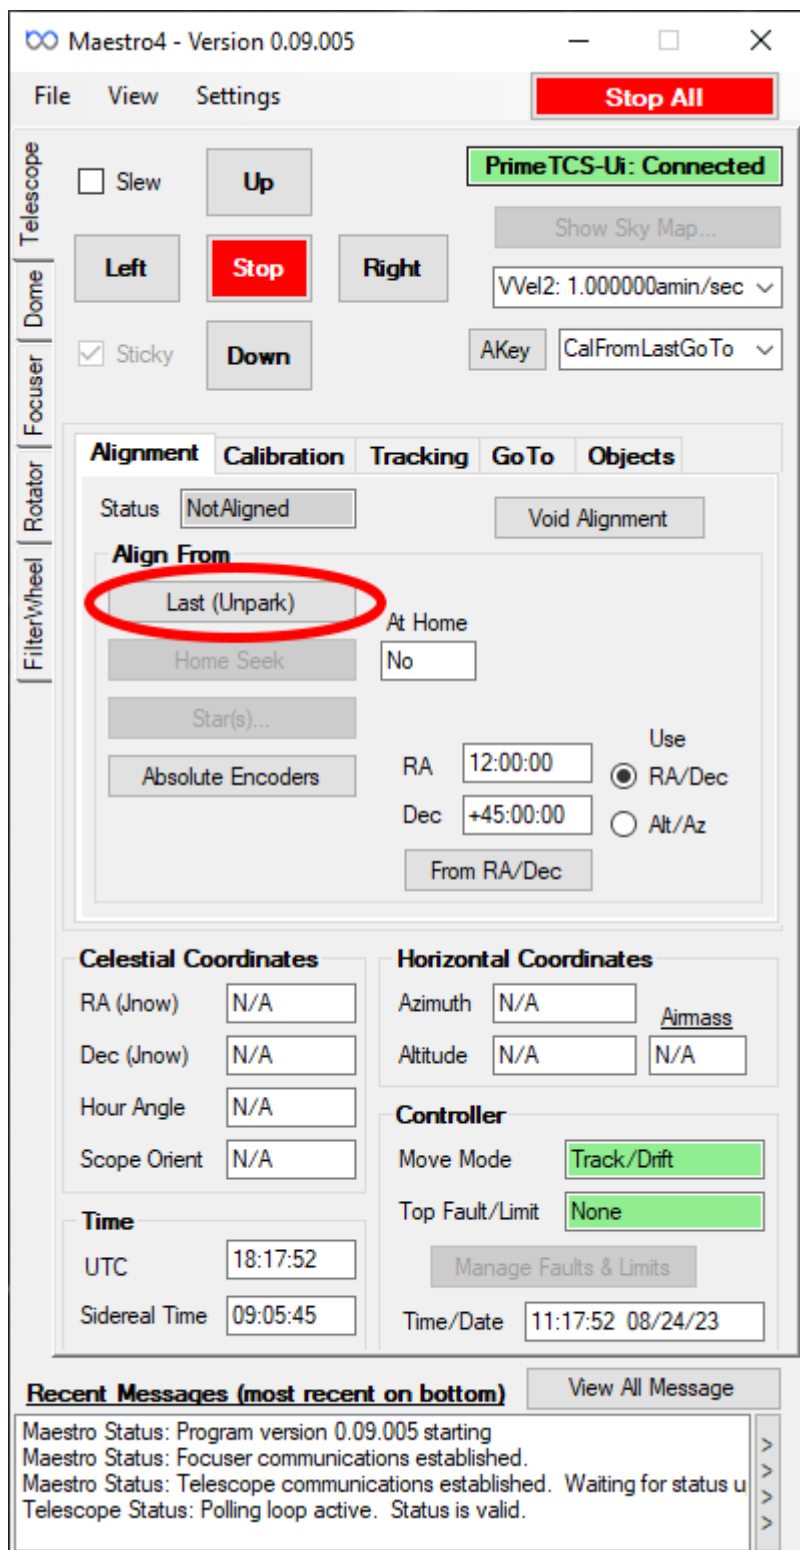 Maestro4 - Version 0.09.005
File View Settings Stop All
Telescope
Dome
Focuser
Rotator
FilterWheel
Slew Up PrimeTCS-Ui: Connected
Show Sky Map...
Left Stop Right VVel2: 1.000000amin/sec
Sticky Down AKey CalFromLastGoTo
Alignment Calibration Tracking GoTo Objects
Status NotAligned Void Alignment
Align From
Last (Unpark)
At Home
Home Seek No
Star(s)...
Use
Absolute Encoders RA 12:00:00 RA/Dec
Dec +45:00:00 Alt/Az
From RA/Dec
Celestial Coordinates
RA (Jnow) N/A
Dec (Jnow) N/A
Hour Angle N/A
Scope Orient N/A
Horizontal Coordinates
Azimuth N/A Airmass
Altitude N/A N/A
Controller
Move Mode Track/Drift
Top Fault/Limit None
Manage Faults & Limits
Time/Date 11:17:52 08/24/23
Time
UTC 18:17:52
Sidereal Time 09:05:45
Recent Messages (most recent on bottom) View All Message
Maestro Status: Program version 0.09.005 starting
Maestro Status: Focuser communications established.
Maestro Status: Telescope communications established. Waiting for status u
Telescope Status: Polling loop active. Status is valid.
>
>
>
>